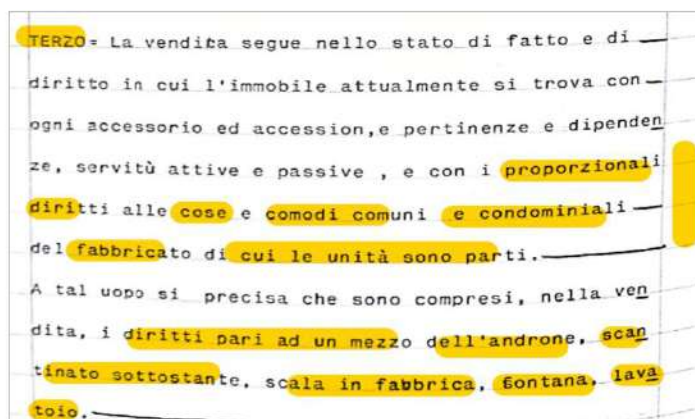 TERZO= La vendita segue nello stato di fatto e di
diritto in cui l'immobile attualmente si trova con
ogni accessorio ed accession,e pertinenze e dipenden
ze, servitù attive e passive , e con i proporzionali
diritti alle cose e comodi comuni e condominiali
del fabbricato di cui le unità sono parti.
A tal uopo si precisa che sono compresi, nella ven
dita, i diritti pari ad un mezzo dell'androne, scan
tinato sottostante, scala in fabbrica, fontana, lava
toio.